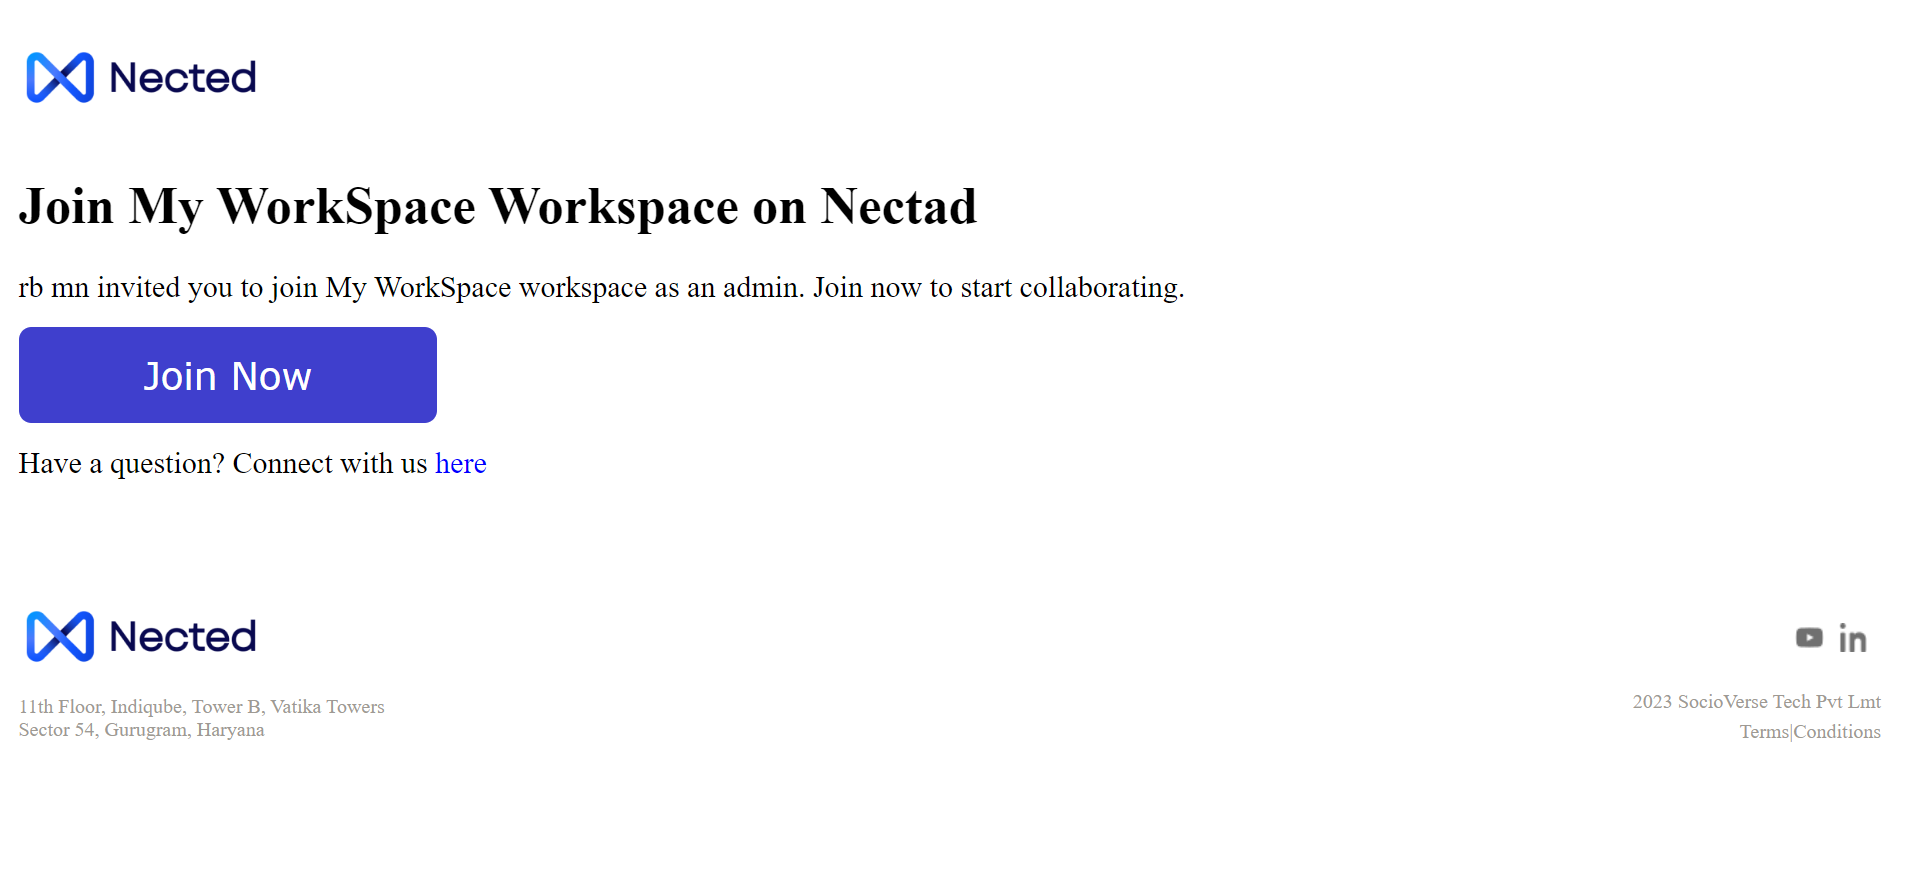 Nected
Join My WorkSpace Workspace on Nectad
rb mn invited you to join My WorkSpace workspace as an admin. Join now to start collaborating.
Join Now
Have a question? Connect with us here
Nected
in
11th Floor, Indiqube, Tower B, Vatika Towers
Sector 54, Gurugram, Haryana
2023 SocioVerse Tech Pvt Lmt
Terms|Conditions